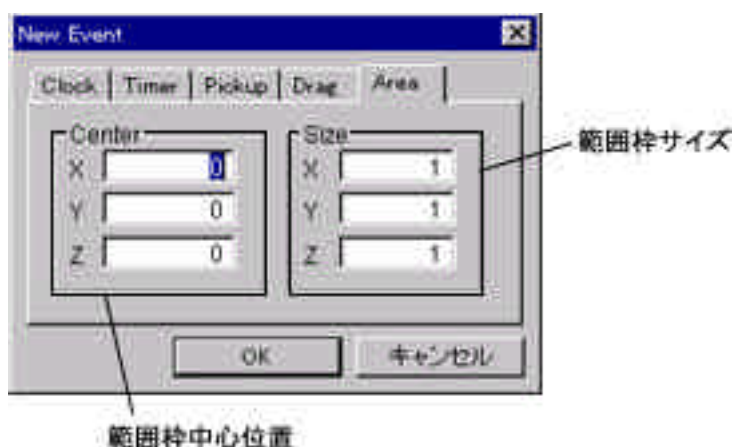 New Event
Clock Timer Pickup Drag Area
Center Size
X 0 X 1
Y 0 Y 1
Z 0 Z 1
範囲枠サイズ
OK キャンセル
範囲枠中心位置